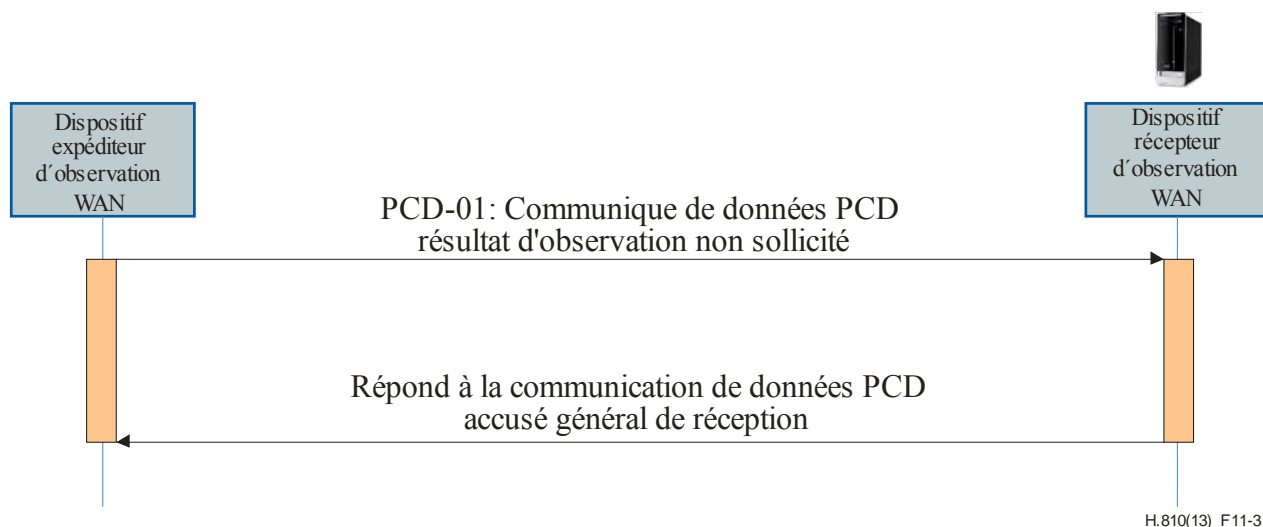 Dispositif
expéditeur
d´observation
WAN
Dispositif
récepteur
d´observation
WAN
PCD-01: Communique de données PCD
résultat d'observation non sollicité
Répond à la communication de données PCD
accusé général de réception
H.810(13)_F11-3